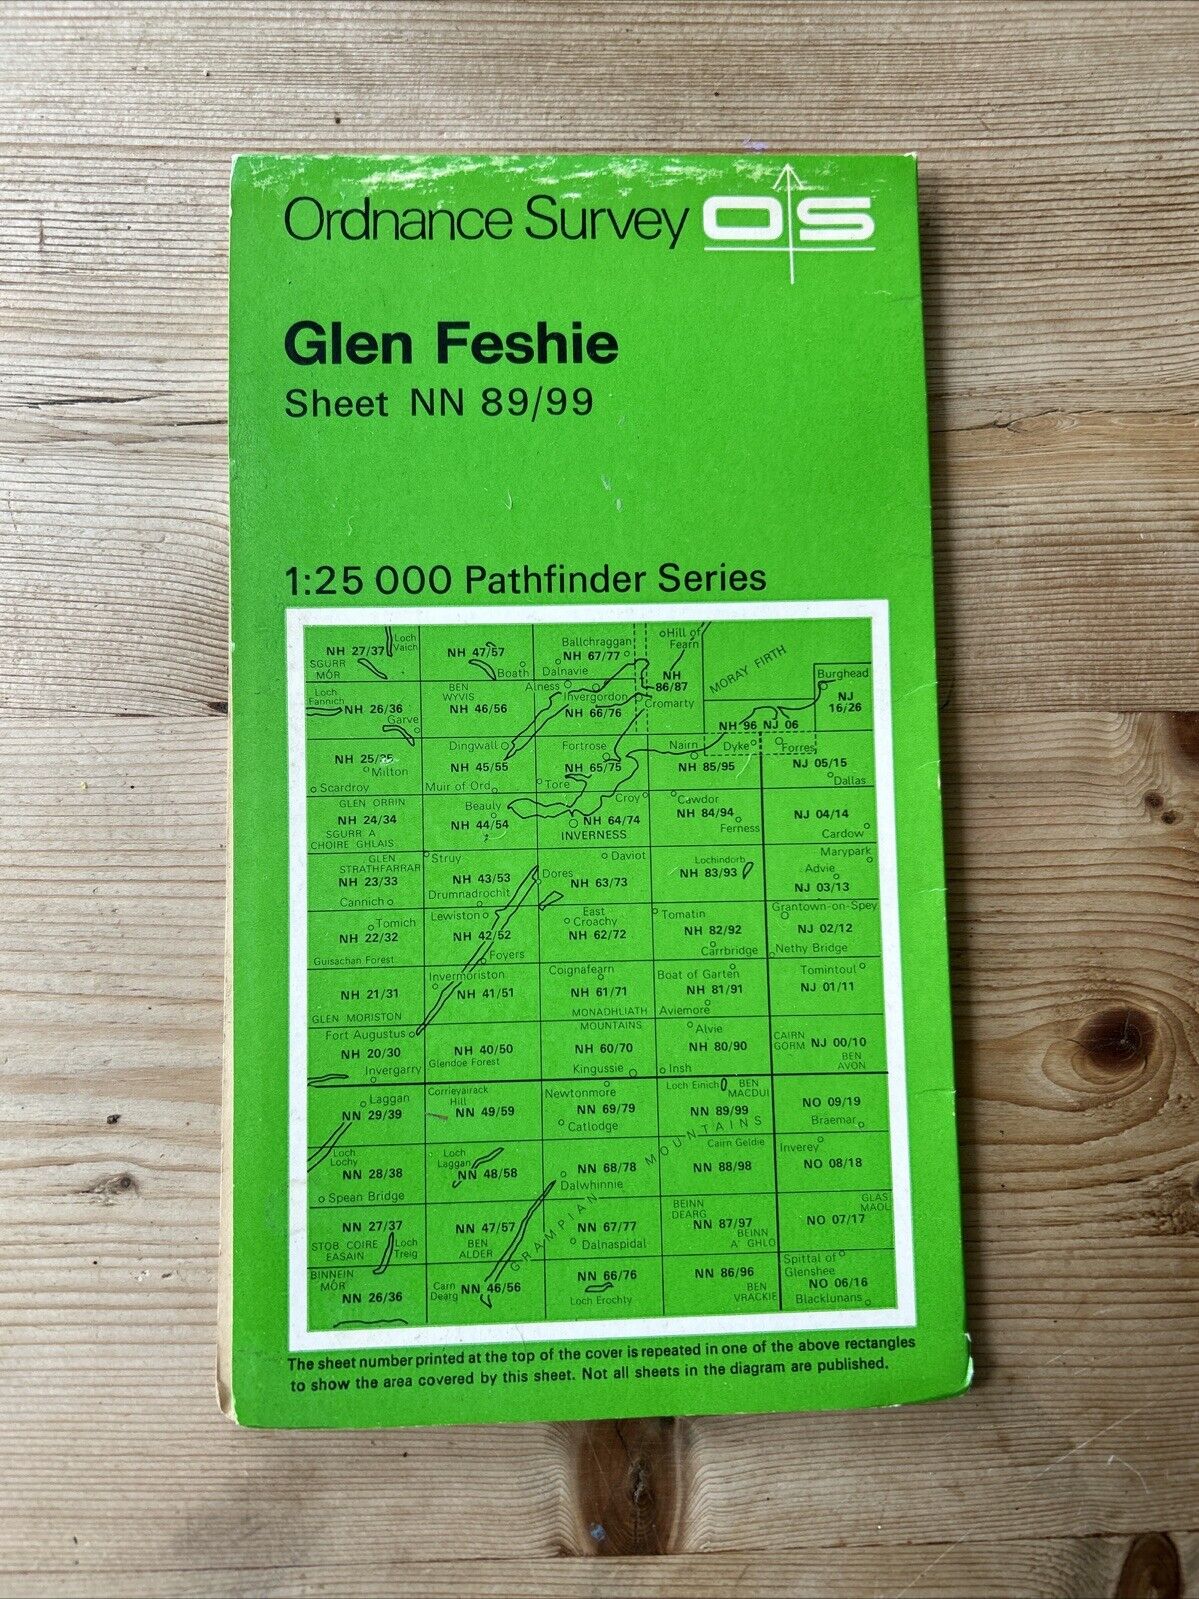 Ordnance Survey OS
Glen Feshie
Sheet NN 89/99
1:25 000 Pathfinder Series
NH 27/37
Loch
Vaich
SGURR
MÒR
NH 47/57
Boath
Ballchraggan
NH 67/77
Dalnavie
Hill of
Fearn
NH
86/87
MORAY FIRTH
Burghead
NJ
16/26
Loch
Fannich
NH 26/36
Garve
BEN
WYVIS
NH 46/56
Alness
Invergordon
NH 66/76
Cromarty
NH 96 NJ 06
NH 25/35
Milton
Scardroy
Dingwall
NH 45/55
Muir of Ord
Fortrose
NH 65/75
Tore
Nairn
NH 85/95
Dyke
Forres
NJ 05/15
Dallas
GLEN ORRIN
NH 24/34
SGURR A
CHOIRE GHLAIS
Beauly
NH 44/54
Croy
NH 64/74
INVERNESS
Cawdor
NH 84/94
Ferness
NJ 04/14
Cardow
GLEN
STRATHFARRAR
NH 23/33
Cannich
Struy
NH 43/53
Drumnadrochit
Daviot
Dores
NH 63/73
Lochindorb
NH 83/93
Marypark
Advie
NJ 03/13
Tomich
NH 22/32
Guisachan Forest
Lewiston
NH 42/52
Foyers
East
Croachy
NH 62/72
Tomatin
NH 82/92
Carrbridge
Grantown-on-Spey
NJ 02/12
Nethy Bridge
NH 21/31
GLEN MORISTON
Invermoriston
NH 41/51
Coignafearn
NH 61/71
MONADHLIATH
MOUNTAINS
Boat of Garten
NH 81/91
Aviemore
Tomintoul
NJ 01/11
Fort Augustus
NH 20/30
Invergarry
NH 40/50
Glendoe Forest
NH 60/70
Kingussie
Alvie
NH 80/90
Insh
CAIRN
GORM
NJ 00/10
BEN
AVON
Laggan
NN 29/39
Corrieyairack
Hill
NN 49/59
Newtonmore
NN 69/79
Catlodge
Loch Einich
BEN
MACDUI
NN 89/99
NO 09/19
Braemar
Loch
Lochy
NN 28/38
Spean Bridge
Loch
Laggan
NN 48/58
NN 68/78
Dalwhinnie
GRAMPIAN MOUNTAINS
Cairn Geldie
NN 88/98
Inverey
NO 08/18
NN 27/37
STOB COIRE
EASAIN
Loch
Treig
NN 47/57
BEN
ALDER
NN 67/77
Dalnaspidal
BEINN
DEARG
NN 87/97
BEINN
A' GHLO
GLAS
MAOL
NO 07/17
BINNEIN
MÒR
NN 26/36
Carn
Dearg
NN 46/56
NN 66/76
Loch Erochty
NN 86/96
BEN
VRACKIE
Spittal of
Glenshee
NO 06/16
Blacklunans
The sheet number printed at the top of the cover is repeated in one of the above rectangles
to show the area covered by this sheet. Not all sheets in the diagram are published.